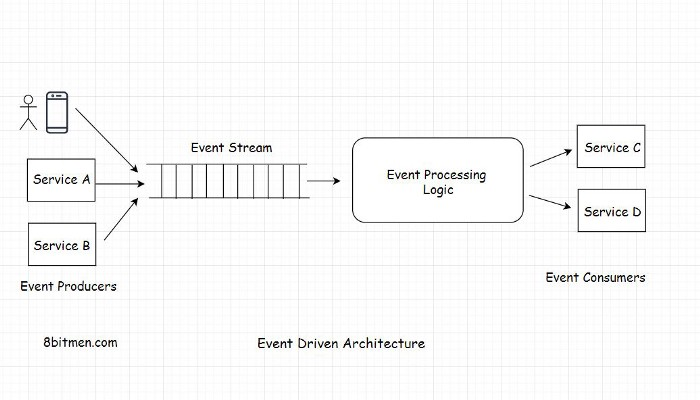 Event Stream
Service A
Service B
Event Producers
Event Processing
Logic
Service C
Service D
Event Consumers
8bitmen.com
Event Driven Architecture